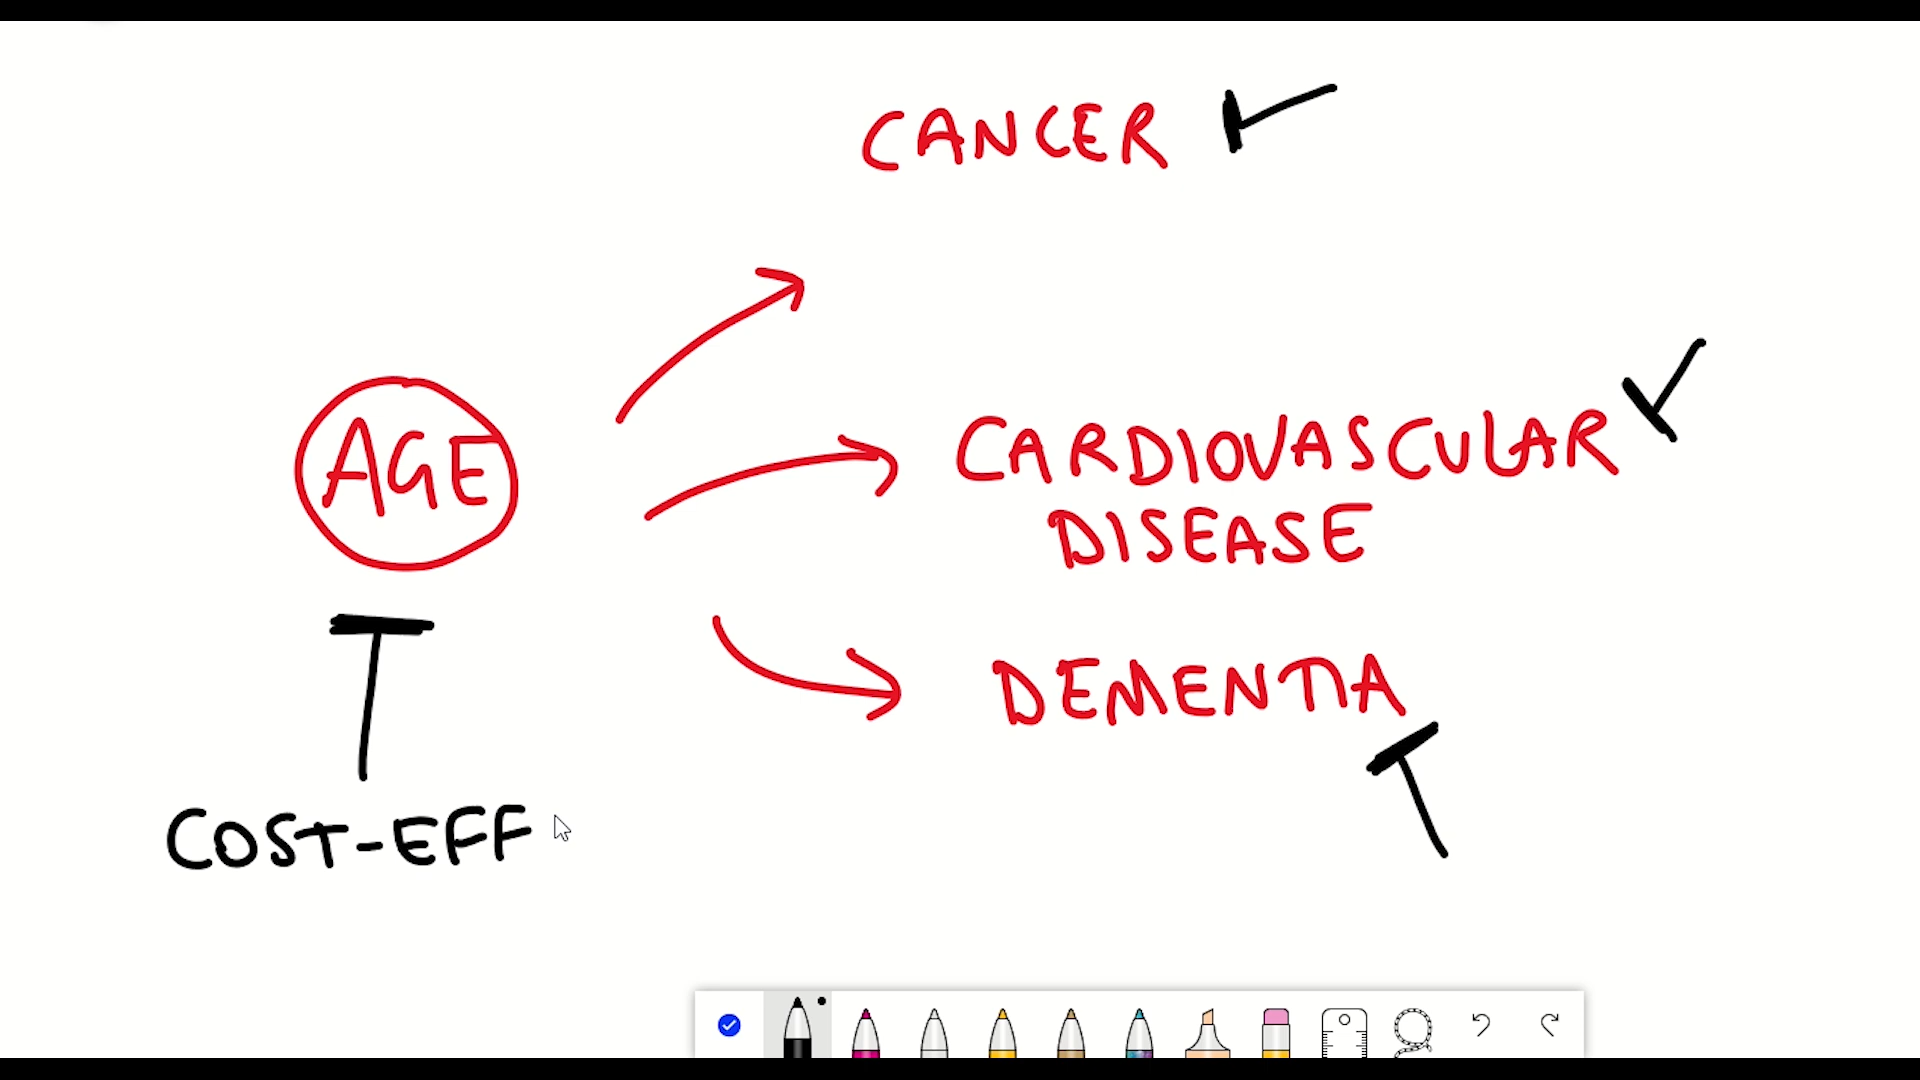 CANCER
AGE
CARDIOVASCULAR
DISEASE
DEMENTIA
COST-EFF